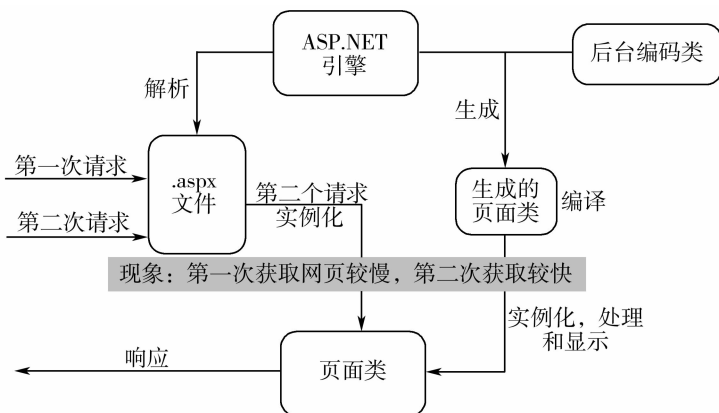 ASP.NET
引擎
后台编码类
解析
生成
第一次请求
.aspx
文件
第二个请求
实例化
生成的
页面类
编译
第二次请求
现象：第一次获取网页较慢，第二次获取较快
实例化，处理
和显示
响应
页面类